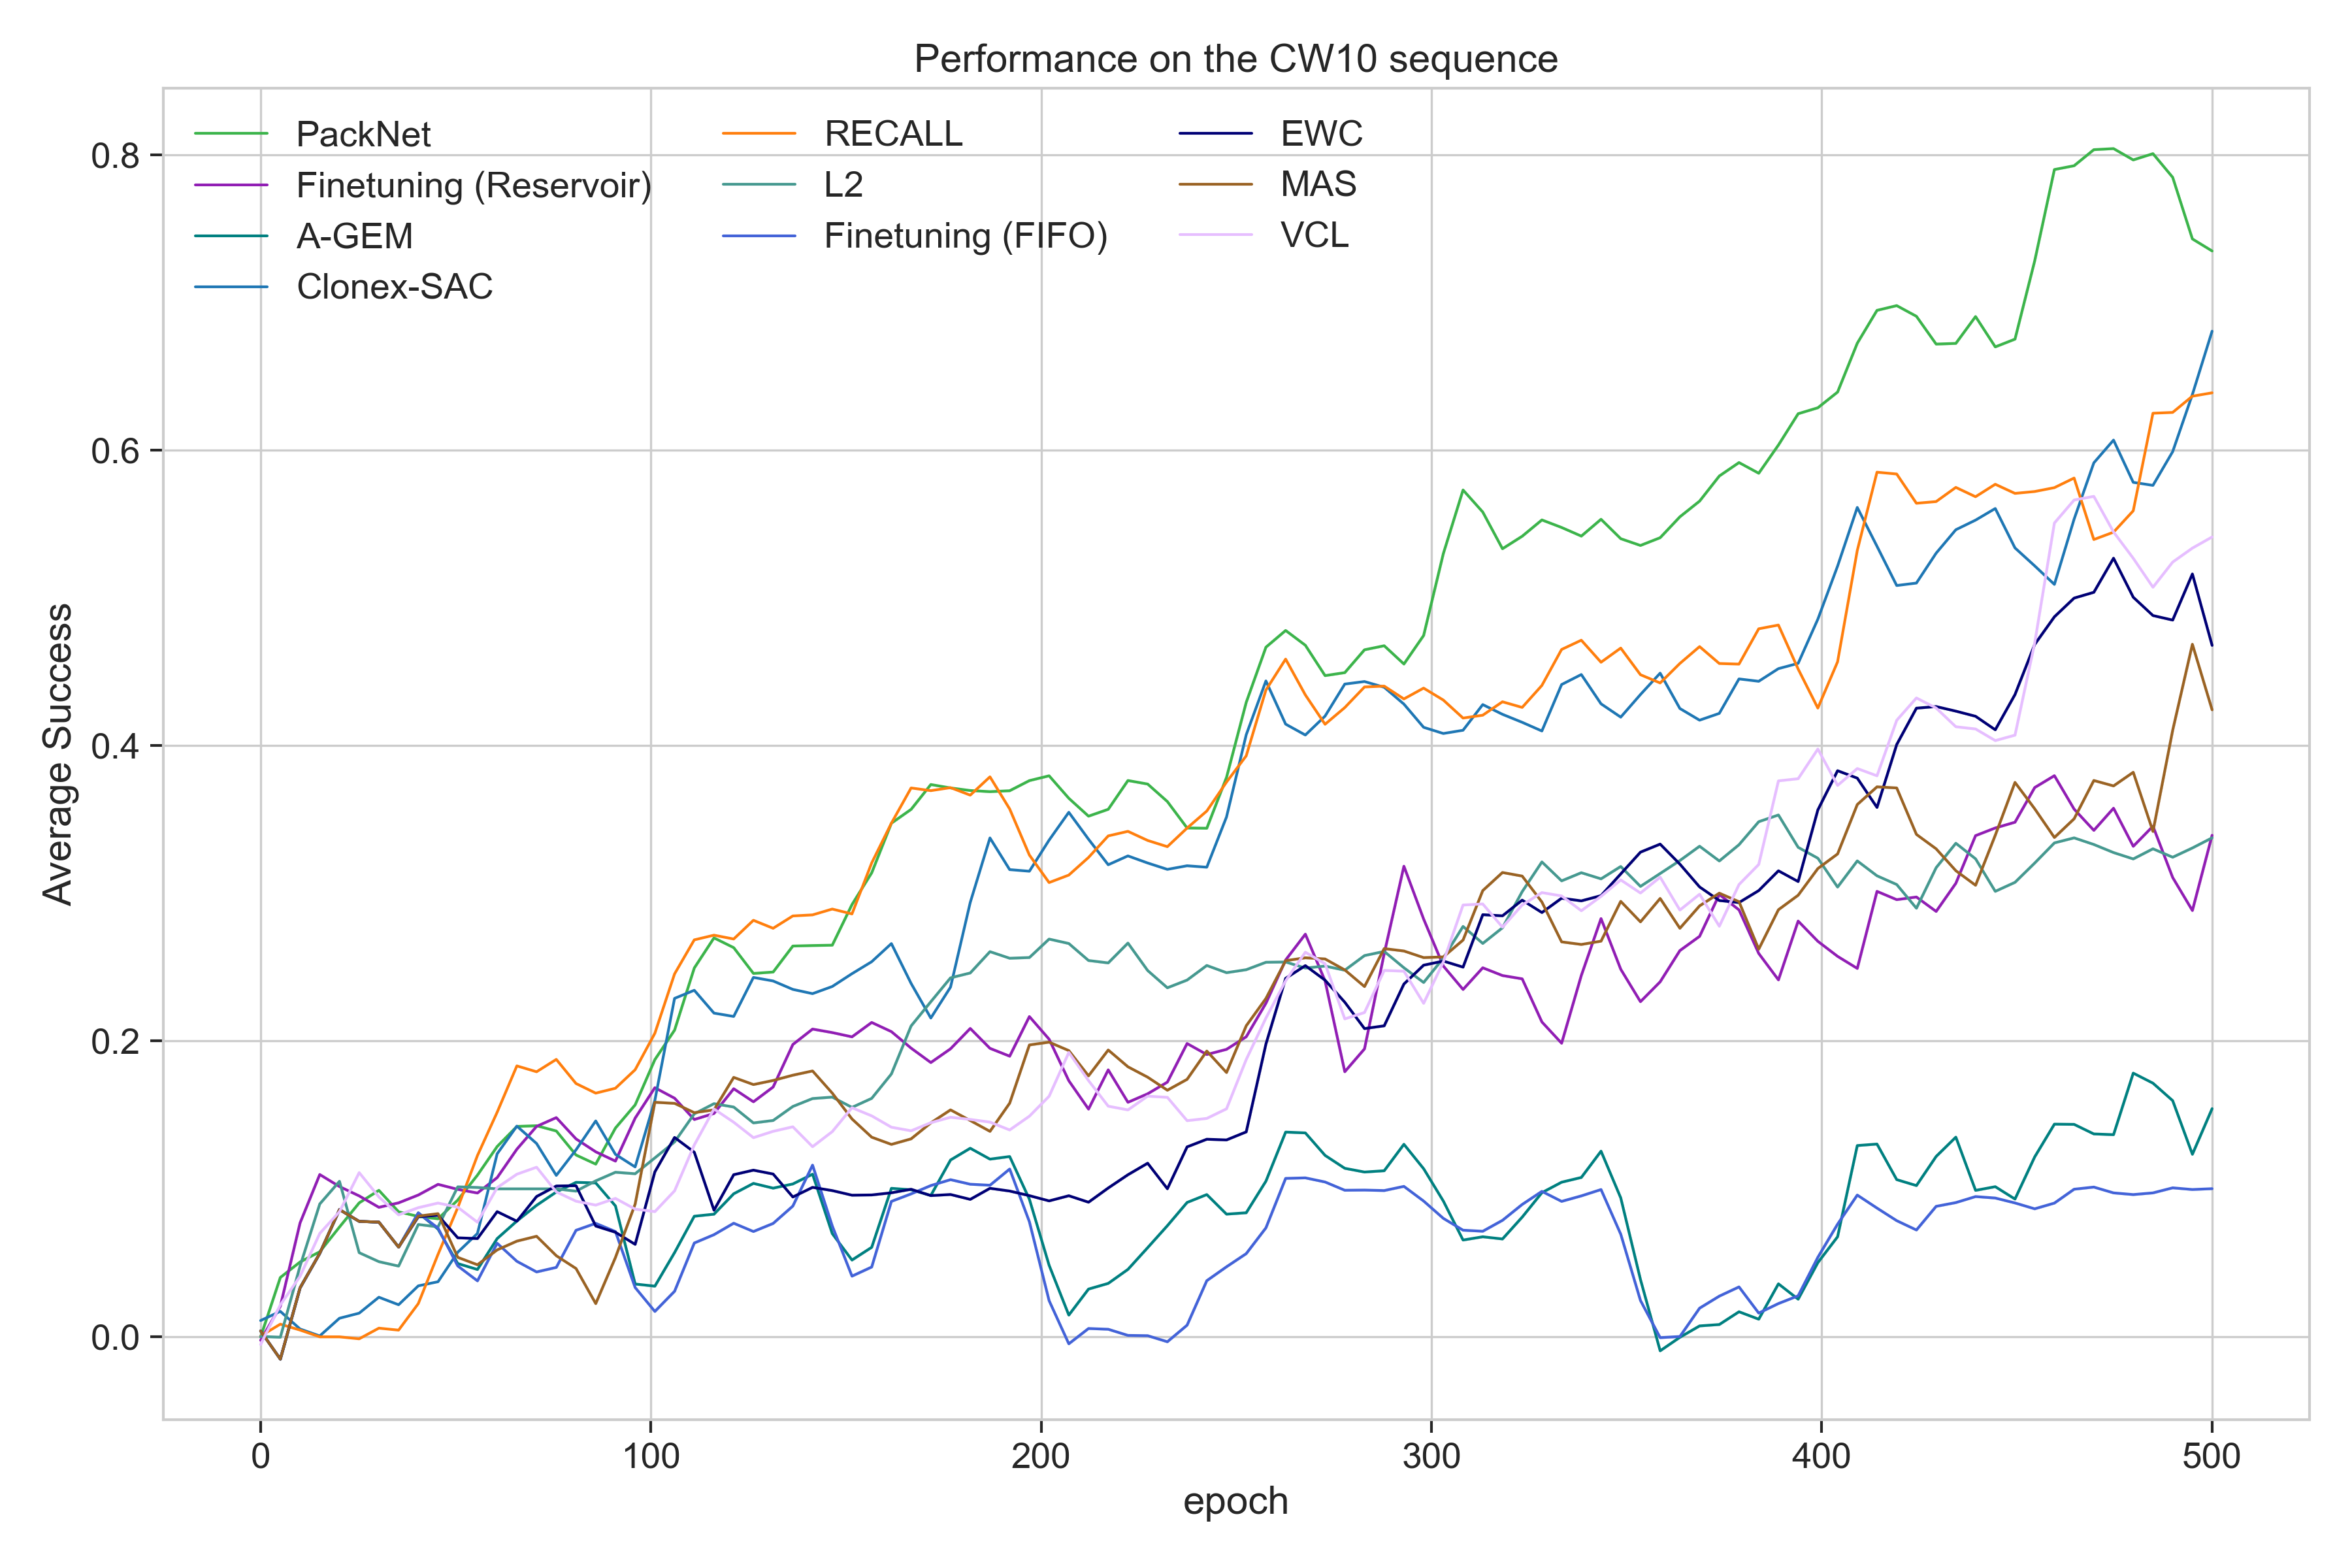 Performance on the CW10 sequence
PackNet
Finetuning (Reservoir)
A-GEM
Clonex-SAC
RECALL
L2
Finetuning (FIFO)
EWC
MAS
VCL
0.8
0.6
0.4
0.2
0.0
Average Success
0 100 200 300 400 500
epoch